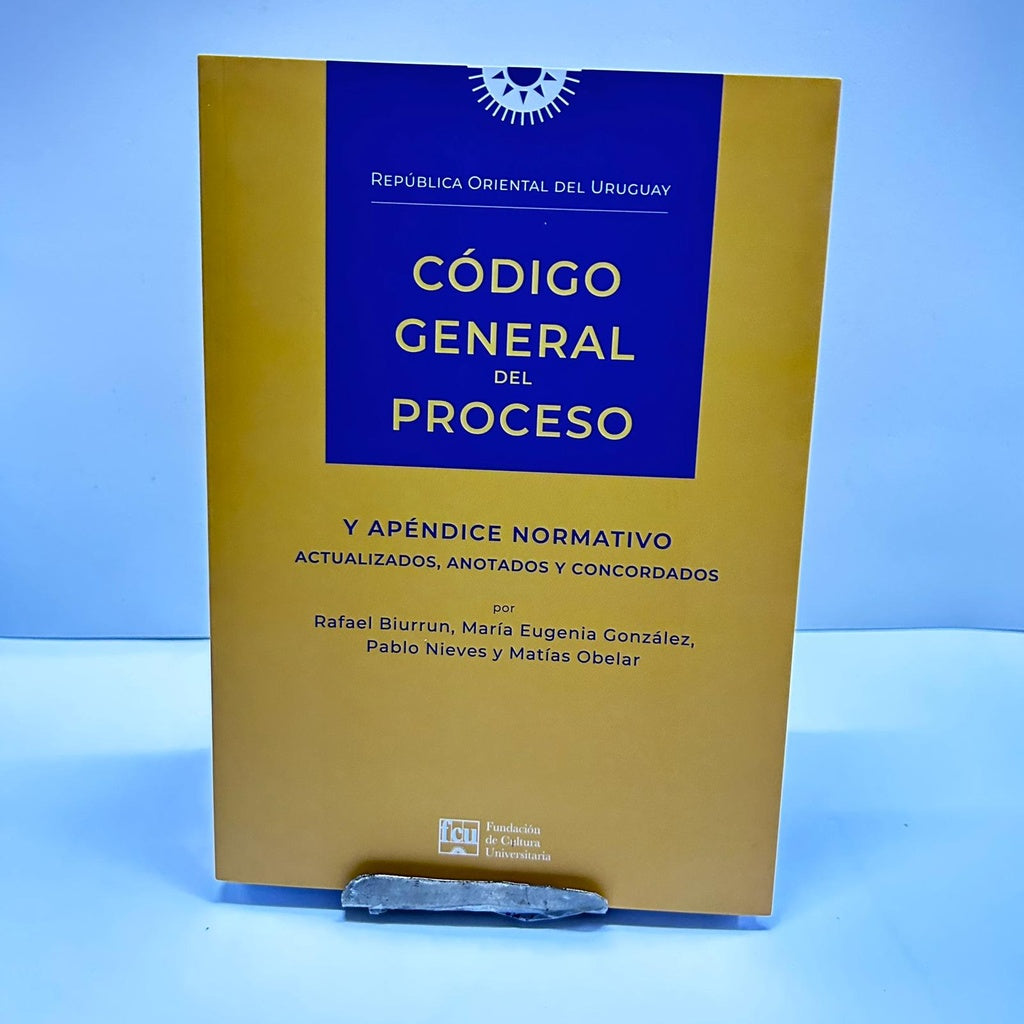 República Oriental del Uruguay
CÓDIGO
GENERAL
DEL
PROCESO
Y APÉNDICE NORMATIVO
ACTUALIZADOS, ANOTADOS Y CONCORDADOS
por
Rafael Biurrun, María Eugenia González,
Pablo Nieves y Matías Obelar
fcu
Fundación
de Cultura
Universitaria